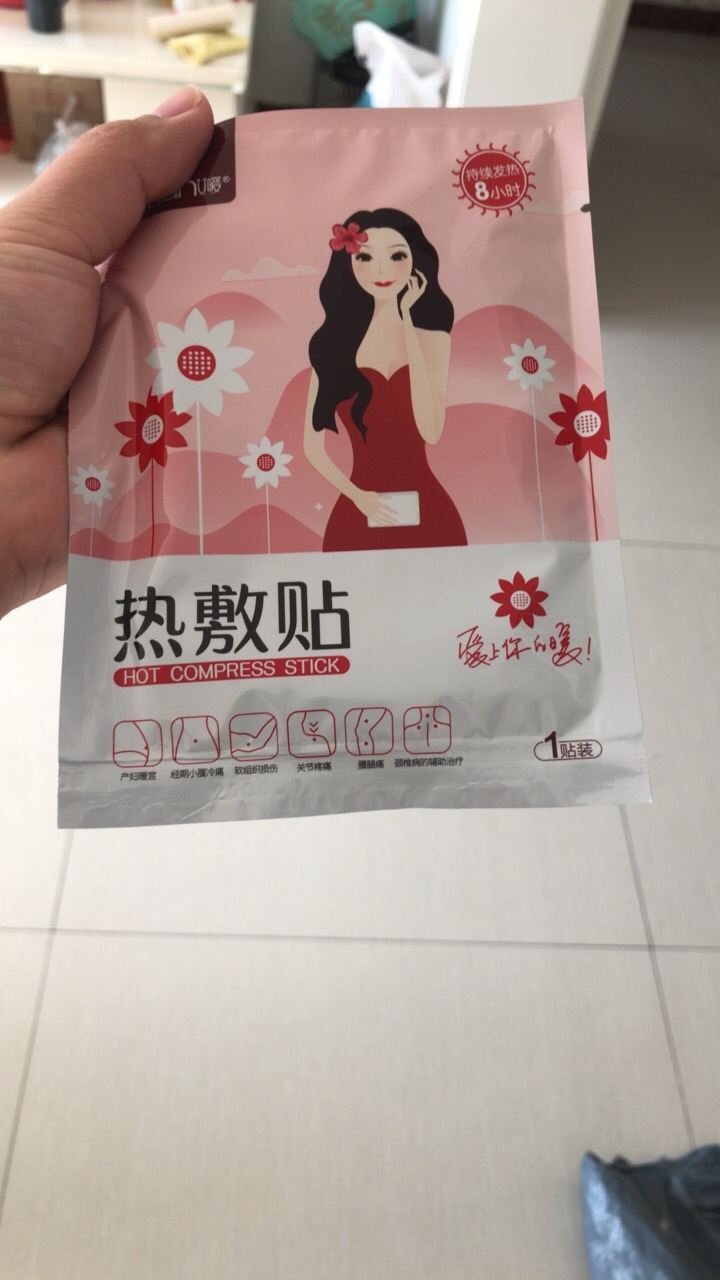 暖®
持续发热
8小时
热敷贴
HOT COMPRESS STICK
爱上你的暖!
产妇暖宫
经期小腹冷痛
软组织损伤
关节疼痛
腰腿痛
颈椎病的辅助治疗
1贴装